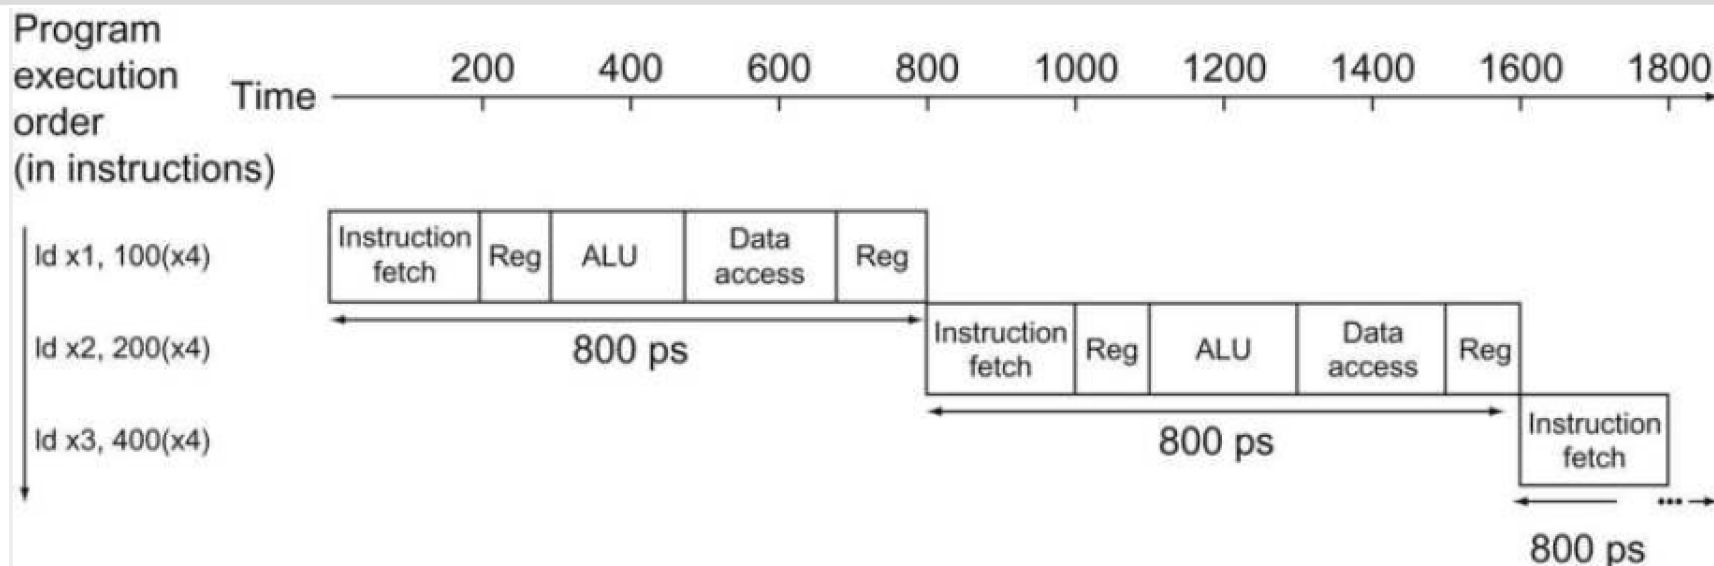 Program
execution
order
(in instructions)
Time
200 400 600 800 1000 1200 1400 1600 1800
ld x1, 100(x4)
Instruction
fetch
Reg
ALU
Data
access
Reg
800 ps
ld x2, 200(x4)
Instruction
fetch
Reg
ALU
Data
access
Reg
800 ps
ld x3, 400(x4)
Instruction
fetch
...
800 ps